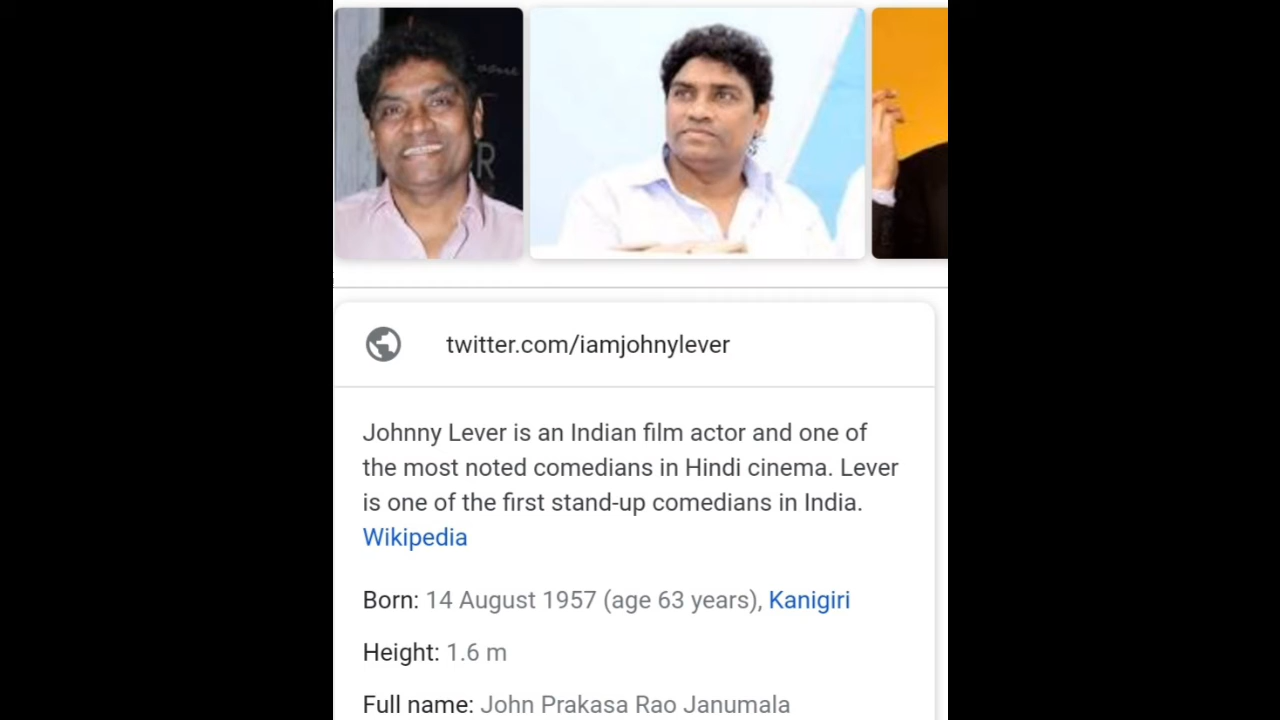 twitter.com/iamjohnylever
Johnny Lever is an Indian film actor and one of
the most noted comedians in Hindi cinema. Lever
is one of the first stand-up comedians in India.
Wikipedia
Born: 14 August 1957 (age 63 years), Kanigiri
Height: 1.6 m
Full name: John Prakasa Rao Janumala